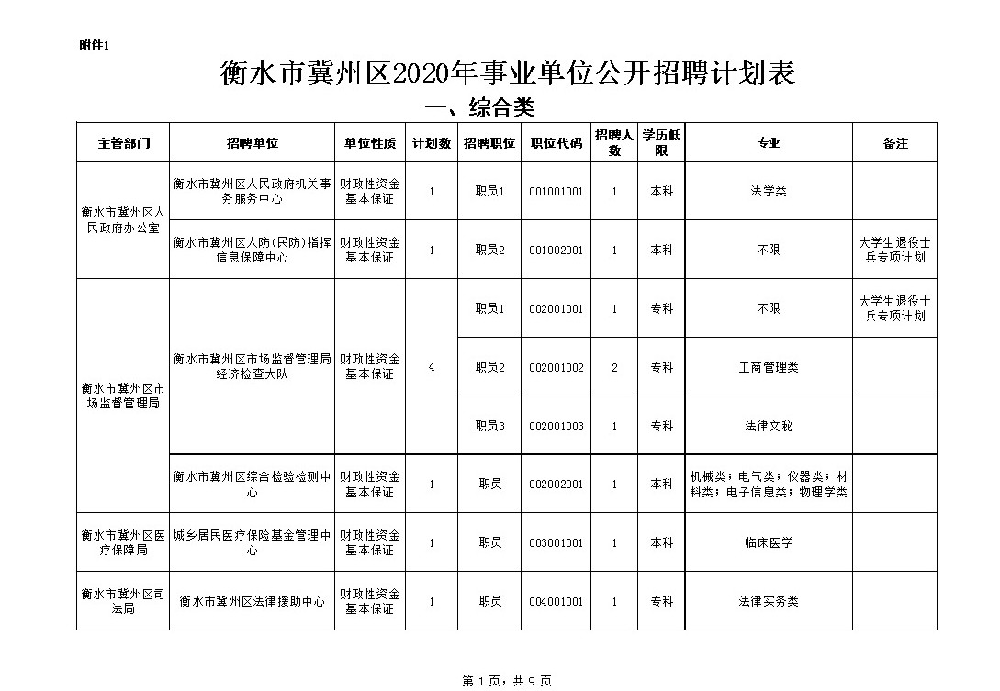 附件1
衡水市冀州区2020年事业单位公开招聘计划表
一、综合类
主管部门 招聘单位 单位性质 计划数 招聘职位 职位代码 招聘人数 学历低限 专业 备注
衡水市冀州区人民政府办公室 衡水市冀州区人民政府机关事务服务中心 财政性资金基本保证 1 职员1 001001001 1 本科 法学类
衡水市冀州区人防(民防)指挥信息保障中心 财政性资金基本保证 1 职员2 001002001 1 本科 不限 大学生退役士兵专项计划
衡水市冀州区市场监督管理局 衡水市冀州区市场监督管理局经济检查大队 财政性资金基本保证 4 职员1 002001001 1 专科 不限 大学生退役士兵专项计划
职员2 002001002 2 专科 工商管理类
职员3 002001003 1 专科 法律文秘
衡水市冀州区综合检验检测中心 财政性资金基本保证 1 职员 002002001 1 本科 机械类；电气类；仪器类；材料类；电子信息类；物理学类
衡水市冀州区医疗保障局 城乡居民医疗保险基金管理中心 财政性资金基本保证 1 职员 003001001 1 本科 临床医学
衡水市冀州区司法局 衡水市冀州区法律援助中心 财政性资金基本保证 1 职员 004001001 1 专科 法律实务类
第 1 页，共 9 页